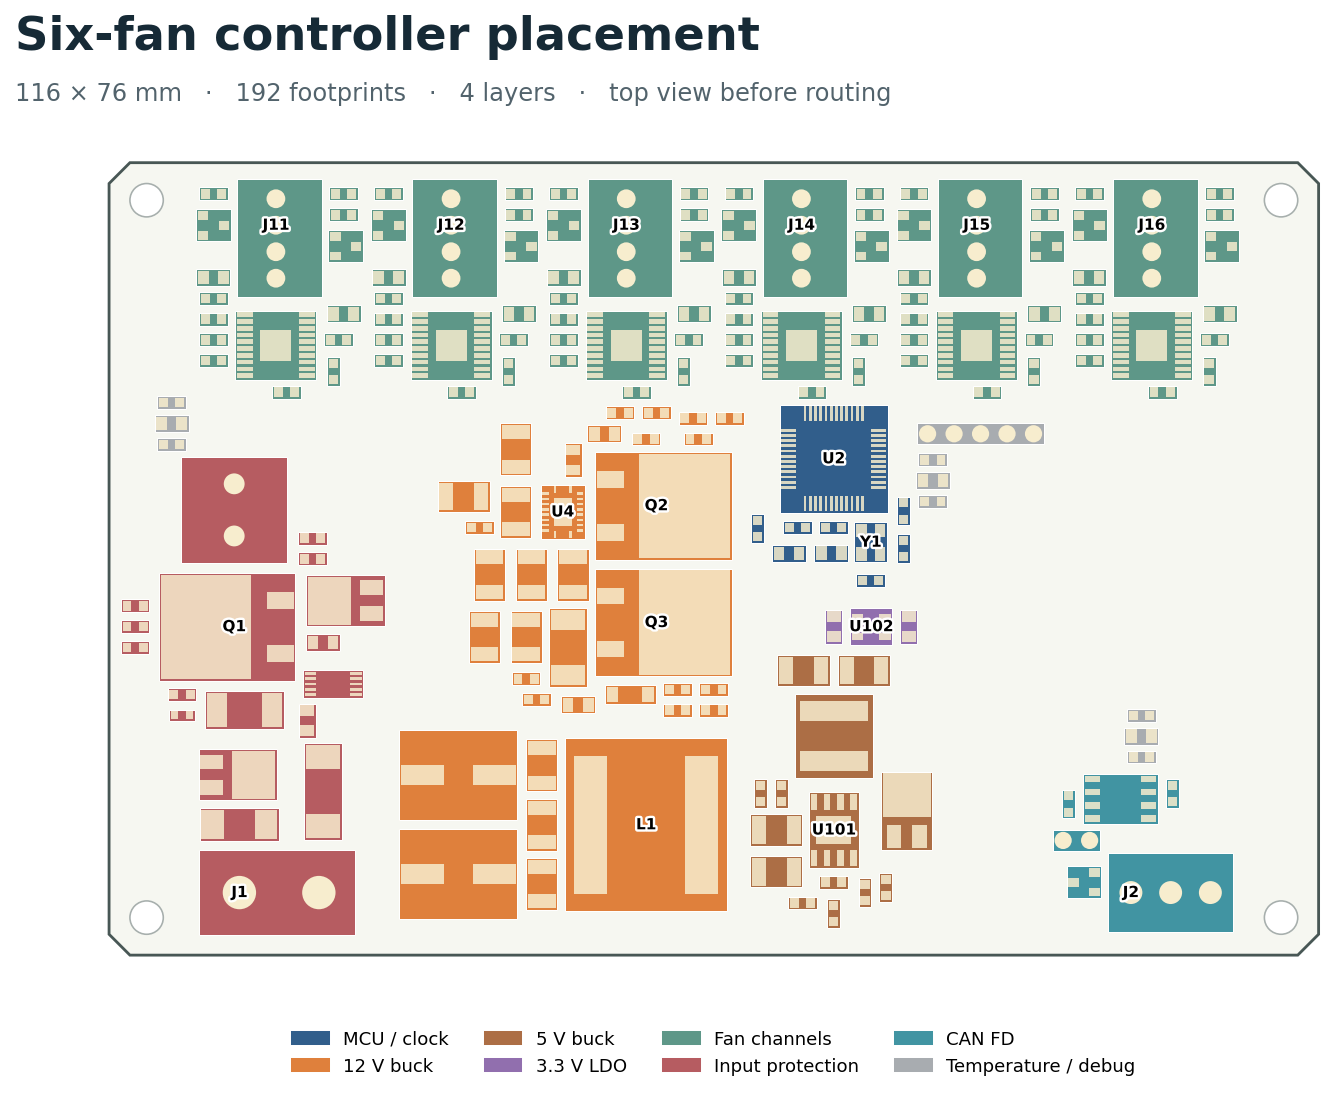 Six-fan controller placement
116 × 76 mm · 192 footprints · 4 layers · top view before routing
J11 J12 J13 J14 J15 J16
U2
Q2
U4
Y1
Q3
Q1
U102
L1
U101
J1
J2
MCU / clock 5 V buck Fan channels CAN FD
12 V buck 3.3 V LDO Input protection Temperature / debug